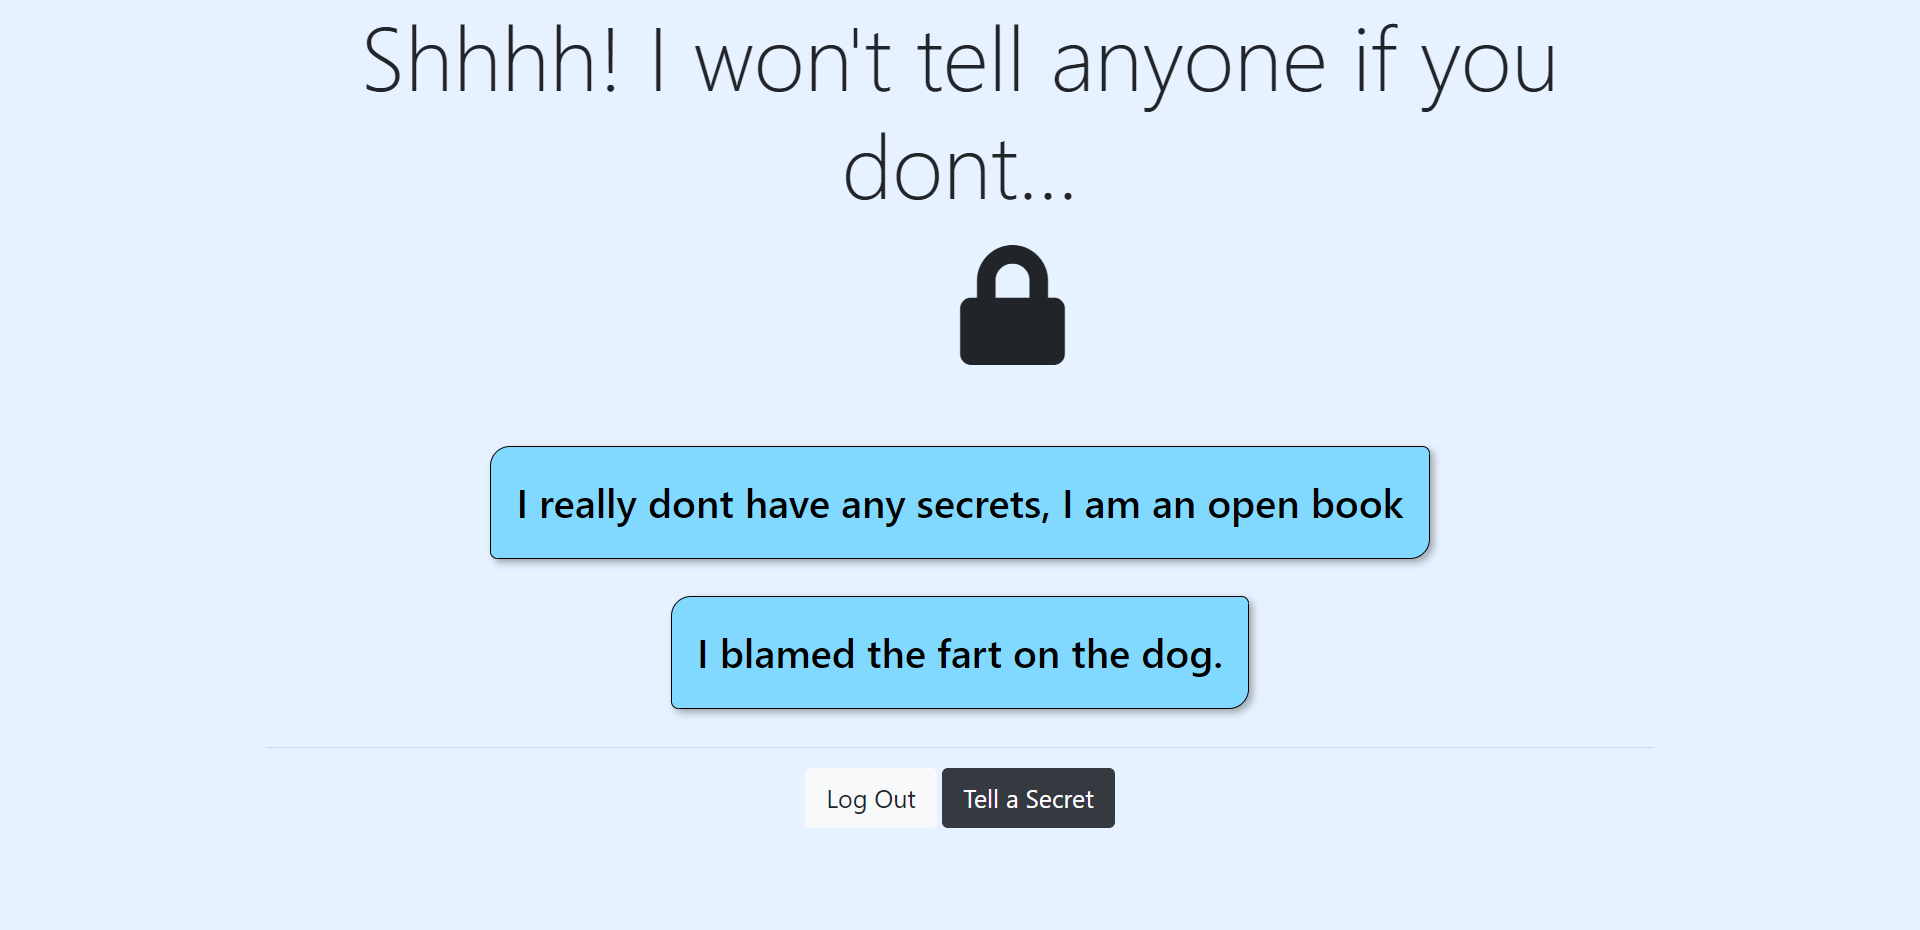 Shhhh! I won't tell anyone if you
dont...
I really dont have any secrets, I am an open book
I blamed the fart on the dog.
Log Out
Tell a Secret